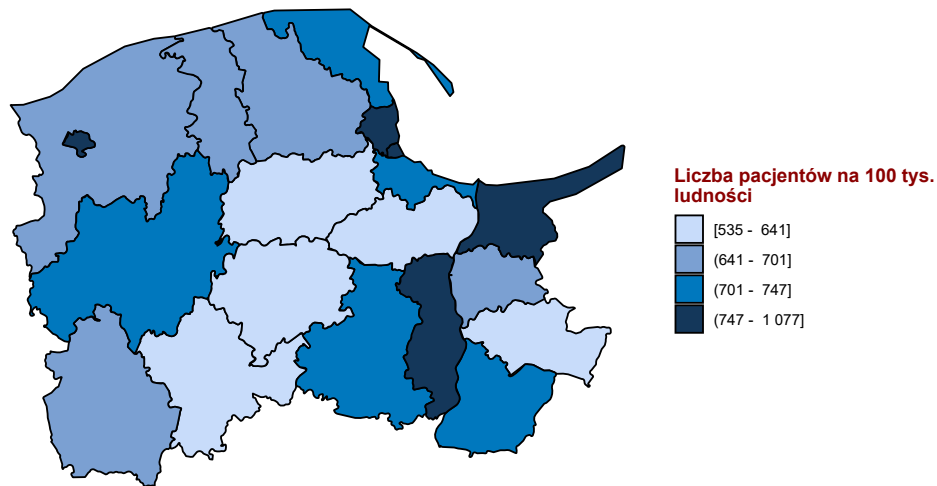 Liczba pacjentów na 100 tys.
ludności
[535 - 641]
(641 - 701]
(701 - 747]
(747 - 1 077]